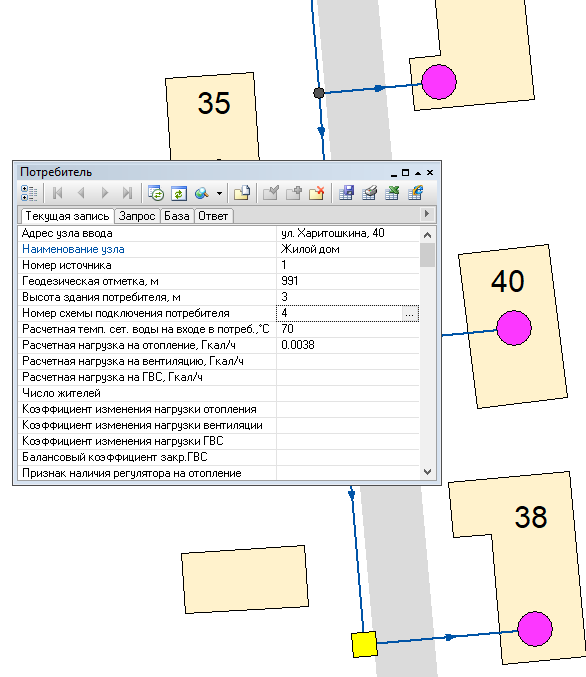 35
Потребитель
Текущая запись Запрос База Ответ
Адрес узла ввода ул. Харитошкина, 40
Наименование узла Жилой дом
Номер источника 1
Геодезическая отметка, м 991
Высота здания потребителя, м 3
Номер схемы подключения потребителя 4 ...
Расчетная темп. сет. воды на входе в потреб.,°C 70
Расчетная нагрузка на отопление, Гкал/ч 0.0038
Расчетная нагрузка на вентиляцию, Гкал/ч
Расчетная нагрузка на ГВС, Гкал/ч
Число жителей
Коэффициент изменения нагрузки отопления
Коэффициент изменения нагрузки вентиляции
Коэффициент изменения нагрузки ГВС
Балансовый коэффициент закр.ГВС
Признак наличия регулятора на отопление
40
38